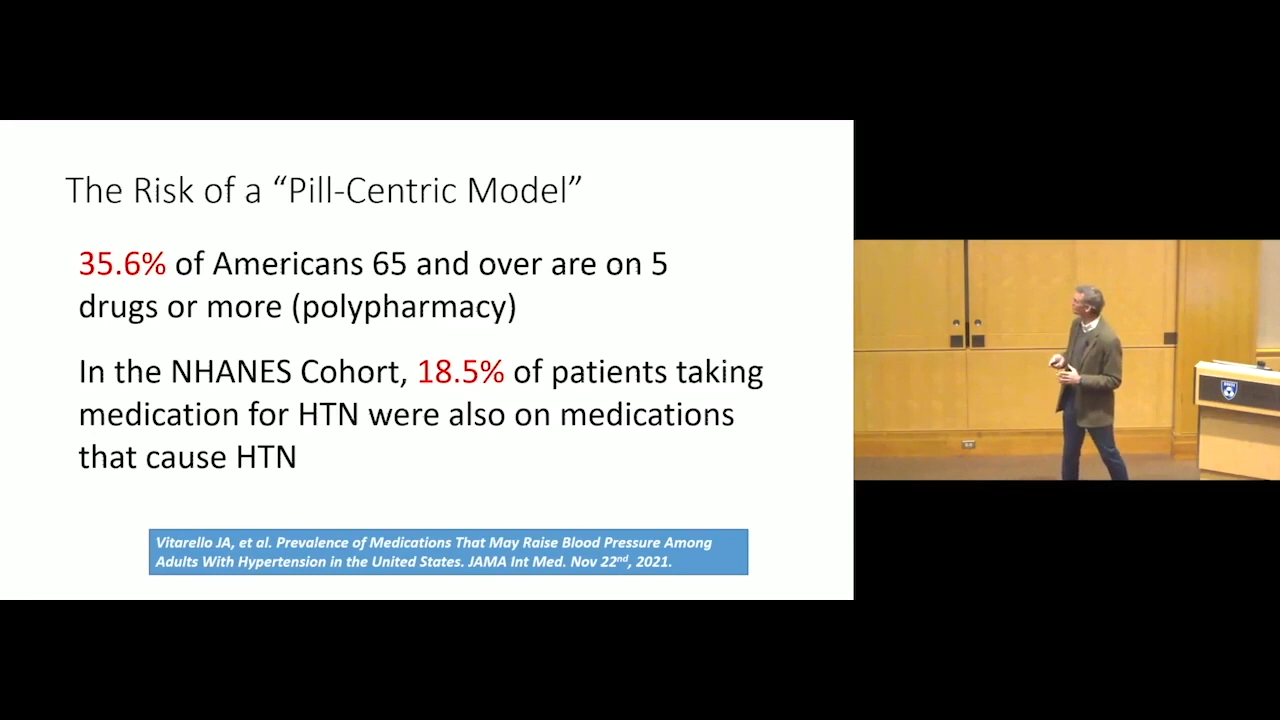 The Risk of a “Pill-Centric Model”
35.6% of Americans 65 and over are on 5
drugs or more (polypharmacy)
In the NHANES Cohort, 18.5% of patients taking
medication for HTN were also on medications
that cause HTN
Vitarello JA, et al. Prevalence of Medications That May Raise Blood Pressure Among
Adults With Hypertension in the United States. JAMA Int Med. Nov 22nd, 2021.